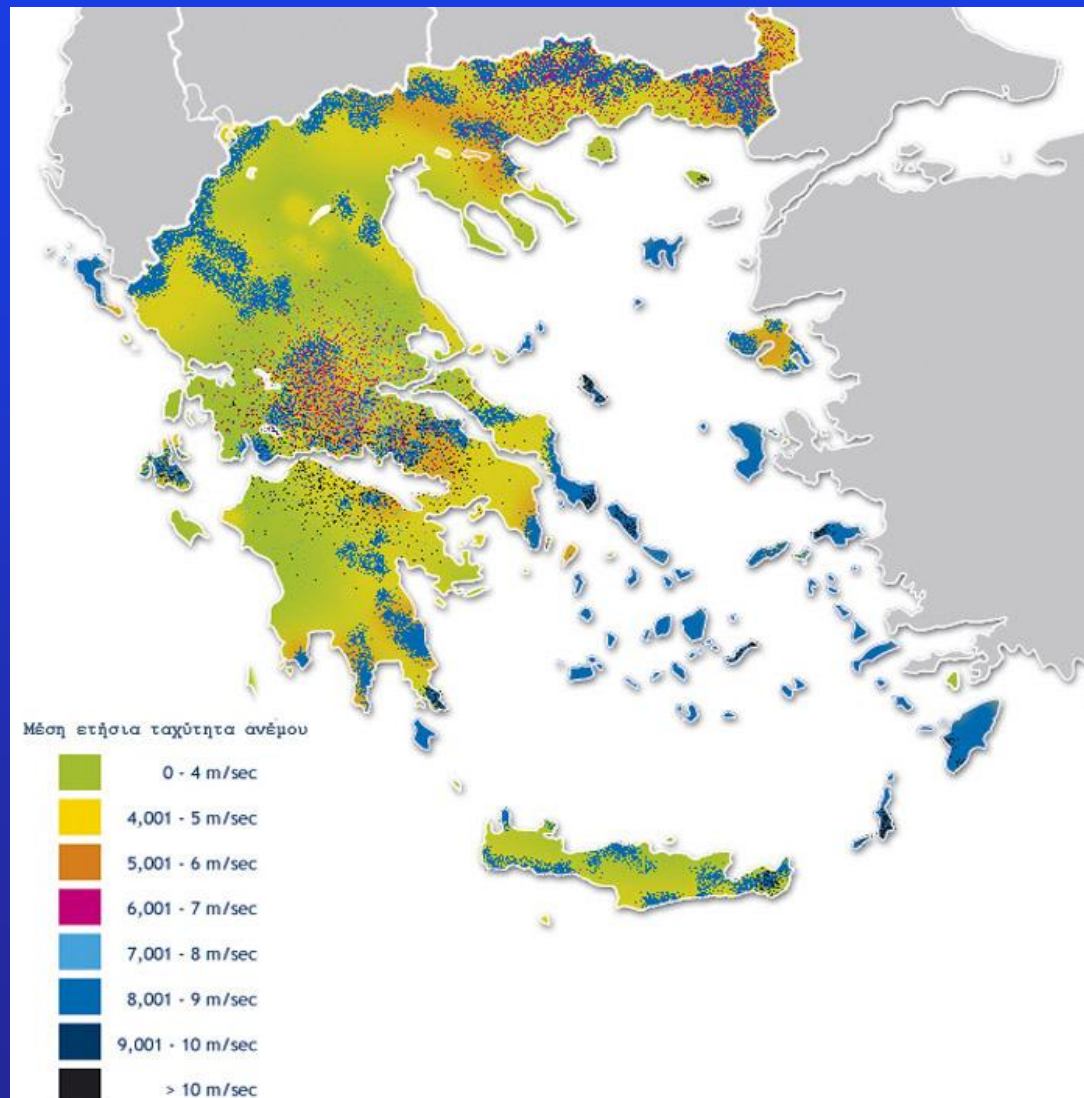 Μέση ετήσια ταχύτητα ανέμου
0 - 4 m/sec
4,001 - 5 m/sec
5,001 - 6 m/sec
6,001 - 7 m/sec
7,001 - 8 m/sec
8,001 - 9 m/sec
9,001 - 10 m/sec
> 10 m/sec